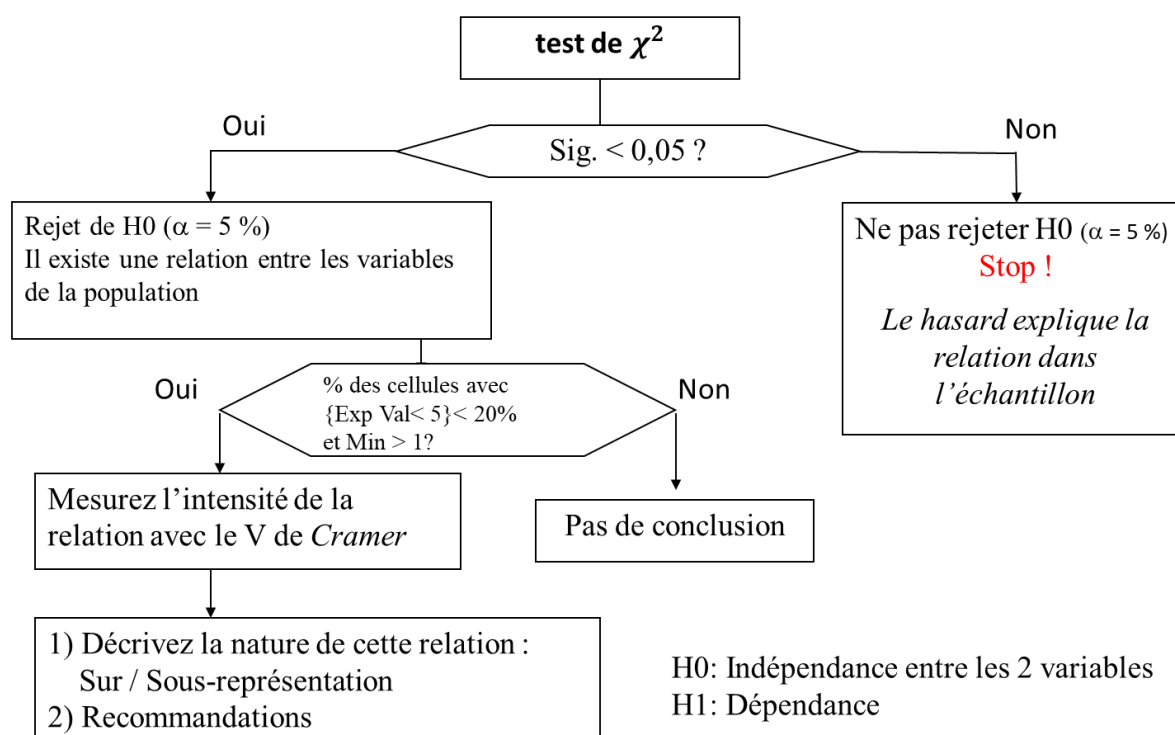 test de χ²
Oui
Sig. < 0,05 ?
Non
Rejet de H0 (α = 5 %)
Il existe une relation entre les variables
de la population
Ne pas rejeter H0 (α = 5 %)
Stop !
Le hasard explique la
relation dans
l’échantillon
Oui
% des cellules avec
{Exp Val< 5}< 20%
et Min > 1?
Non
Mesurez l’intensité de la
relation avec le V de Cramer
Pas de conclusion
1) Décrivez la nature de cette relation :
Sur / Sous-représentation
2) Recommandations
H0: Indépendance entre les 2 variables
H1: Dépendance